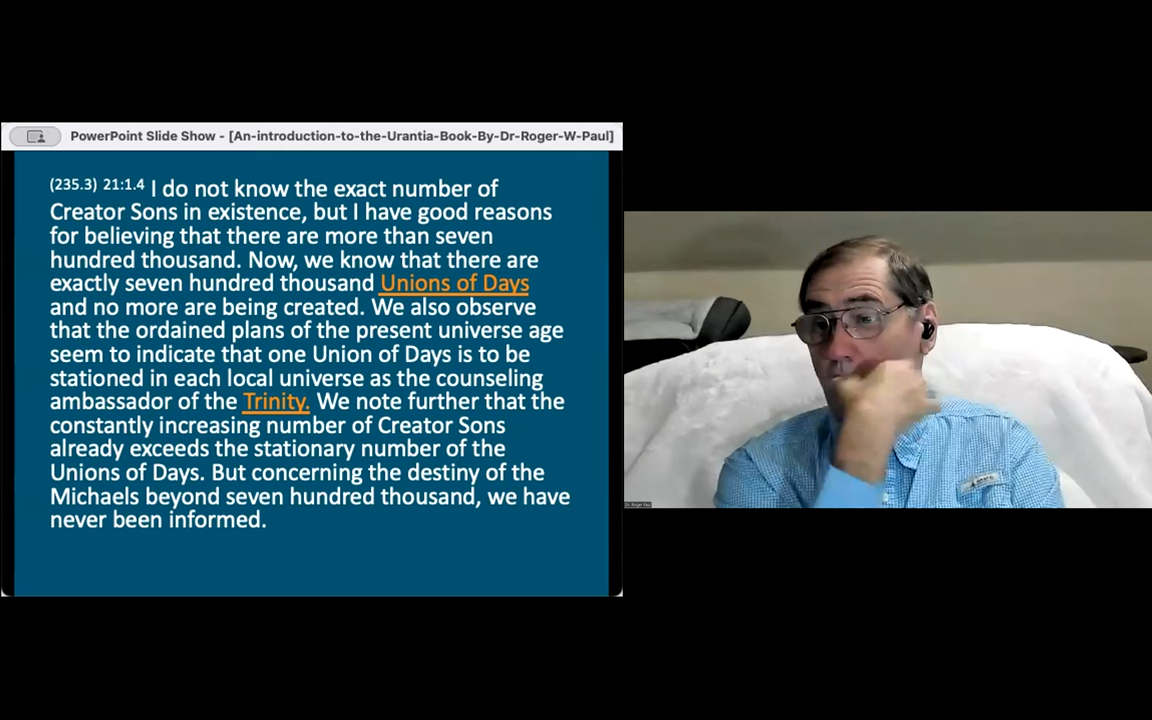 PowerPoint Slide Show - [An-introduction-to-the-Urantia-Book-By-Dr-Roger-W-Paul]
(235.3) 21:1.4 I do not know the exact number of
Creator Sons in existence, but I have good reasons
for believing that there are more than seven
hundred thousand. Now, we know that there are
exactly seven hundred thousand Unions of Days
and no more are being created. We also observe
that the ordained plans of the present universe age
seem to indicate that one Union of Days is to be
stationed in each local universe as the counseling
ambassador of the Trinity. We note further that the
constantly increasing number of Creator Sons
already exceeds the stationary number of the
Unions of Days. But concerning the destiny of the
Michaels beyond seven hundred thousand, we have
never been informed.
Dr. Roger Paul